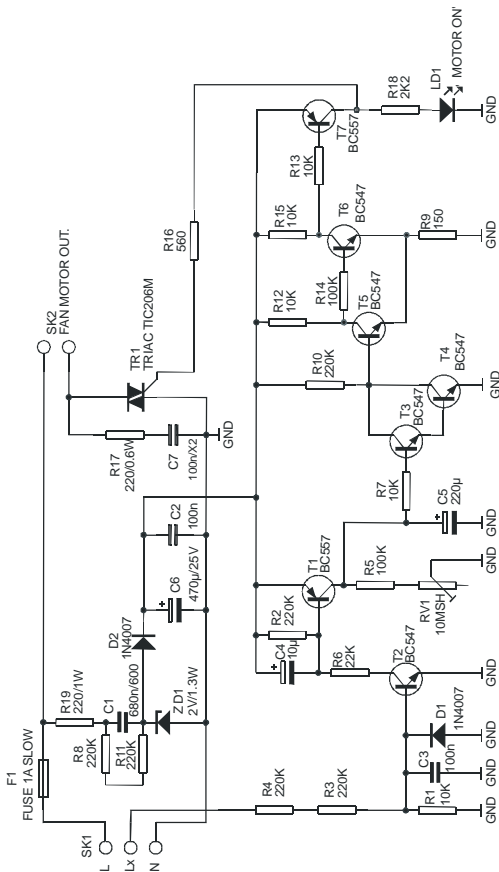 SK1
L
Lx
N
F1
FUSE 1A SLOW
R19
220/1W
R8
220K
R11
220K
C1
680n/600
D2
1N4007
ZD1
2V/1.3W
C6
470µ/25V
C2
100n
R17
220/0.6W
C7
100n/X2
GND
TR1
TRIAC TIC206M
SK2
FAN MOTOR OUT.
R16
560
R4
220K
R3
220K
R1
10K
GND
C3
100n
GND
D1
1N4007
GND
T2
BC547
GND
R6
22K
C4
10µ
R2
220K
T1
BC557
R5
100K
RV1
10MSH
GND
GND
C5
220µ
GND
R7
10K
T3
BC547
T4
BC547
GND
R10
220K
R12
10K
T5
BC547
R14
100K
R15
10K
T6
BC547
R9
150
GND
R13
10K
T7
BC557
R18
2K2
LD1
MOTOR ON'
GND